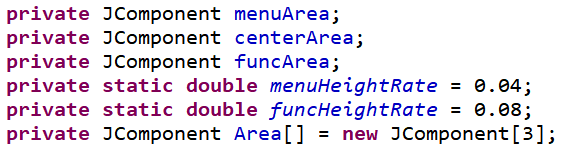 private JComponent menuArea;
private JComponent centerArea;
private JComponent funcArea;
private static double menuHeightRate = 0.04;
private static double funcHeightRate = 0.08;
private JComponent Area[] = new JComponent[3];